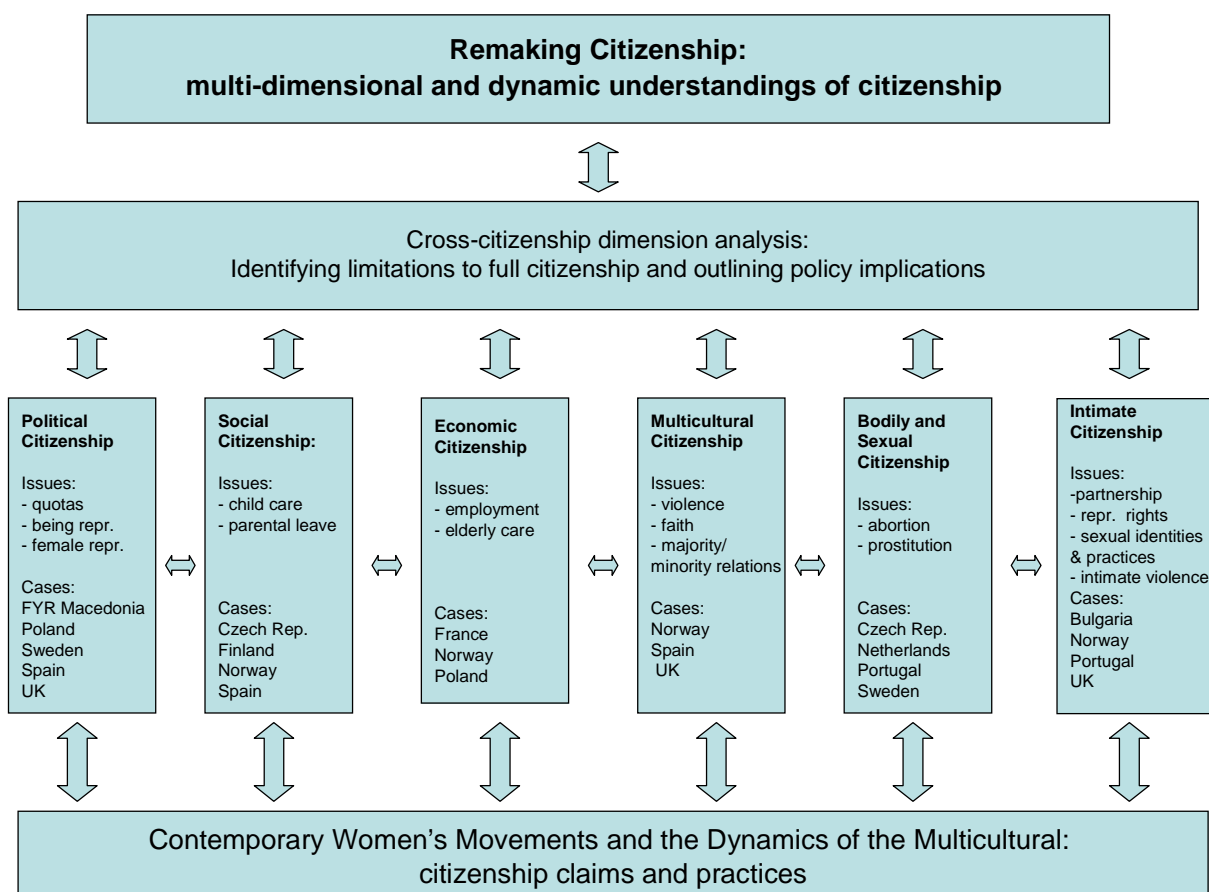 Remaking Citizenship:
multi-dimensional and dynamic understandings of citizenship
Cross-citizenship dimension analysis:
Identifying limitations to full citizenship and outlining policy implications
Political
Citizenship
Issues:
- quotas
- being repr.
- female repr.
Cases:
FYR Macedonia
Poland
Sweden
Spain
UK
Social
Citizenship:
Issues:
- child care
- parental leave
Cases:
Czech Rep.
Finland
Norway
Spain
Economic
Citizenship
Issues:
- employment
- elderly care
Cases:
France
Norway
Poland
Multicultural
Citizenship
Issues:
- violence
- faith
- majority/
minority relations
Cases:
Norway
Spain
UK
Bodily and
Sexual
Citizenship
Issues:
- abortion
- prostitution
Cases:
Czech Rep.
Netherlands
Portugal
Sweden
Intimate
Citizenship
Issues:
-partnership
- repr. rights
- sexual identities
& practices
- intimate violence
Cases:
Bulgaria
Norway
Portugal
UK
Contemporary Women's Movements and the Dynamics of the Multicultural:
citizenship claims and practices